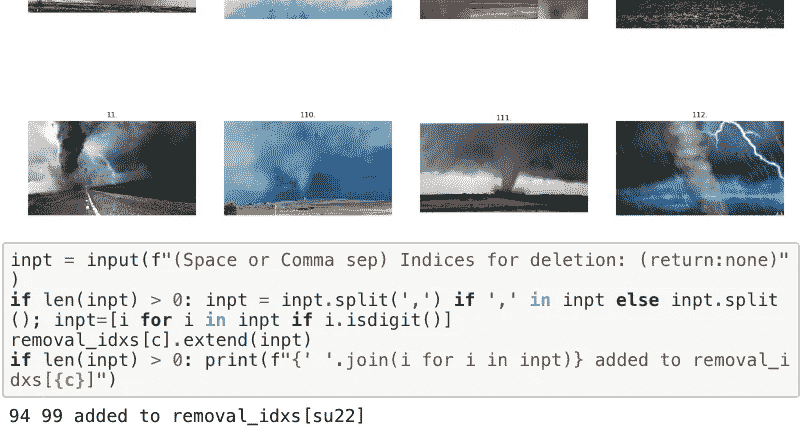 11. 110. 111. 112.
inpt = input(f"(Space or Comma sep) Indices for deletion: (return:none)"
)
if len(inpt) > 0: inpt = inpt.split(',') if ',' in inpt else inpt.split
(); inpt=[i for i in inpt if i.isdigit()]
removal_idxs[c].extend(inpt)
if len(inpt) > 0: print(f"{' '.join(i for i in inpt)} added to removal_i
dxs[{c}]")
94 99 added to removal_idxs[su22]